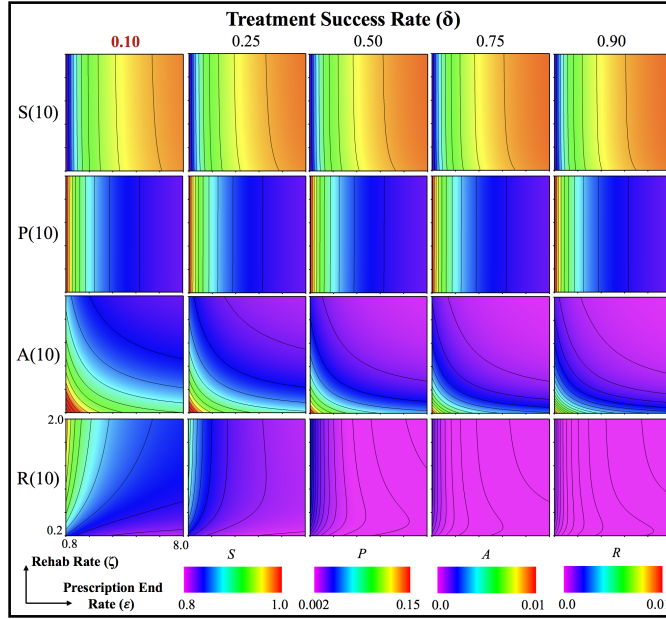 Treatment Success Rate (δ)
0.10 0.25 0.50 0.75 0.90
S(10)
P(10)
A(10)
2.0
R(10)
0.2
0.8 8.0
Rehab Rate (ζ)
S P A R
Prescription End
Rate (ε)
0.8 1.0 0.002 0.15 0.0 0.01 0.0 0.01